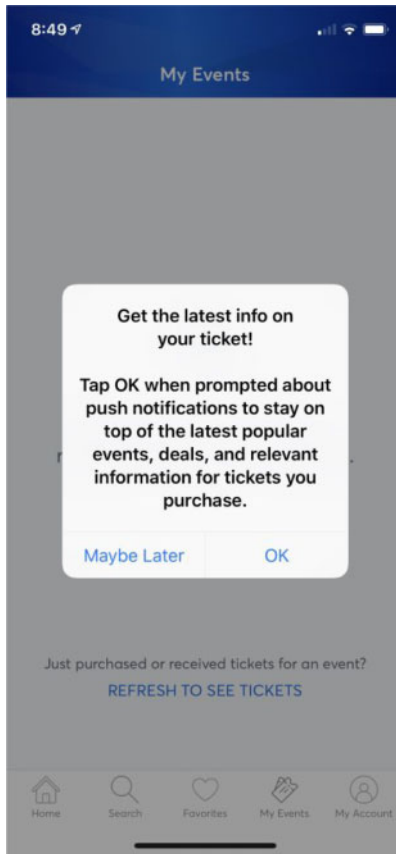 8:49
My Events
Get the latest info on
your ticket!
Tap OK when prompted about
push notifications to stay on
top of the latest popular
events, deals, and relevant
information for tickets you
purchase.
Maybe Later OK
Just purchased or received tickets for an event?
REFRESH TO SEE TICKETS
Home Search Favorites My Events My Account